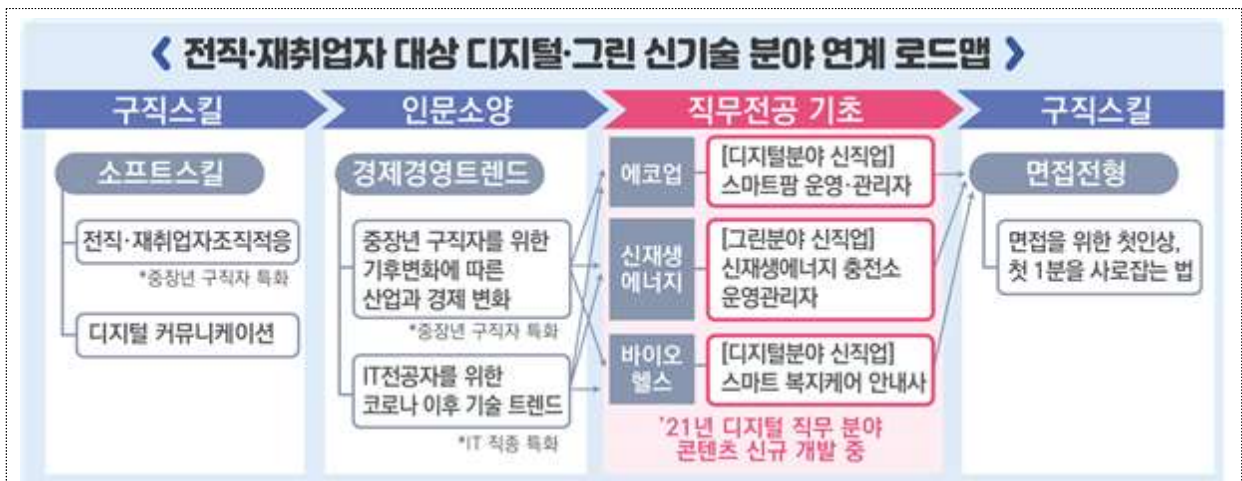 《 전직·재취업자 대상 디지털·그린 신기술 분야 연계 로드맵 》
구직스킬
소프트스킬
전직·재취업자조직적응
*중장년 구직자 특화
디지털 커뮤니케이션
인문소양
경제경영트렌드
중장년 구직자를 위한
기후변화에 따른
산업과 경제 변화
*중장년 구직자 특화
IT전공자를 위한
코로나 이후 기술 트렌드
*IT 직종 특화
직무전공 기초
에코업
[디지털분야 신직업]
스마트팜 운영·관리자
신재생
에너지
[그린분야 신직업]
신재생에너지 충전소
운영관리자
바이오
헬스
[디지털분야 신직업]
스마트 복지케어 안내사
'21년 디지털 직무 분야
콘텐츠 신규 개발 중
구직스킬
면접전형
면접을 위한 첫인상,
첫 1분을 사로잡는 법